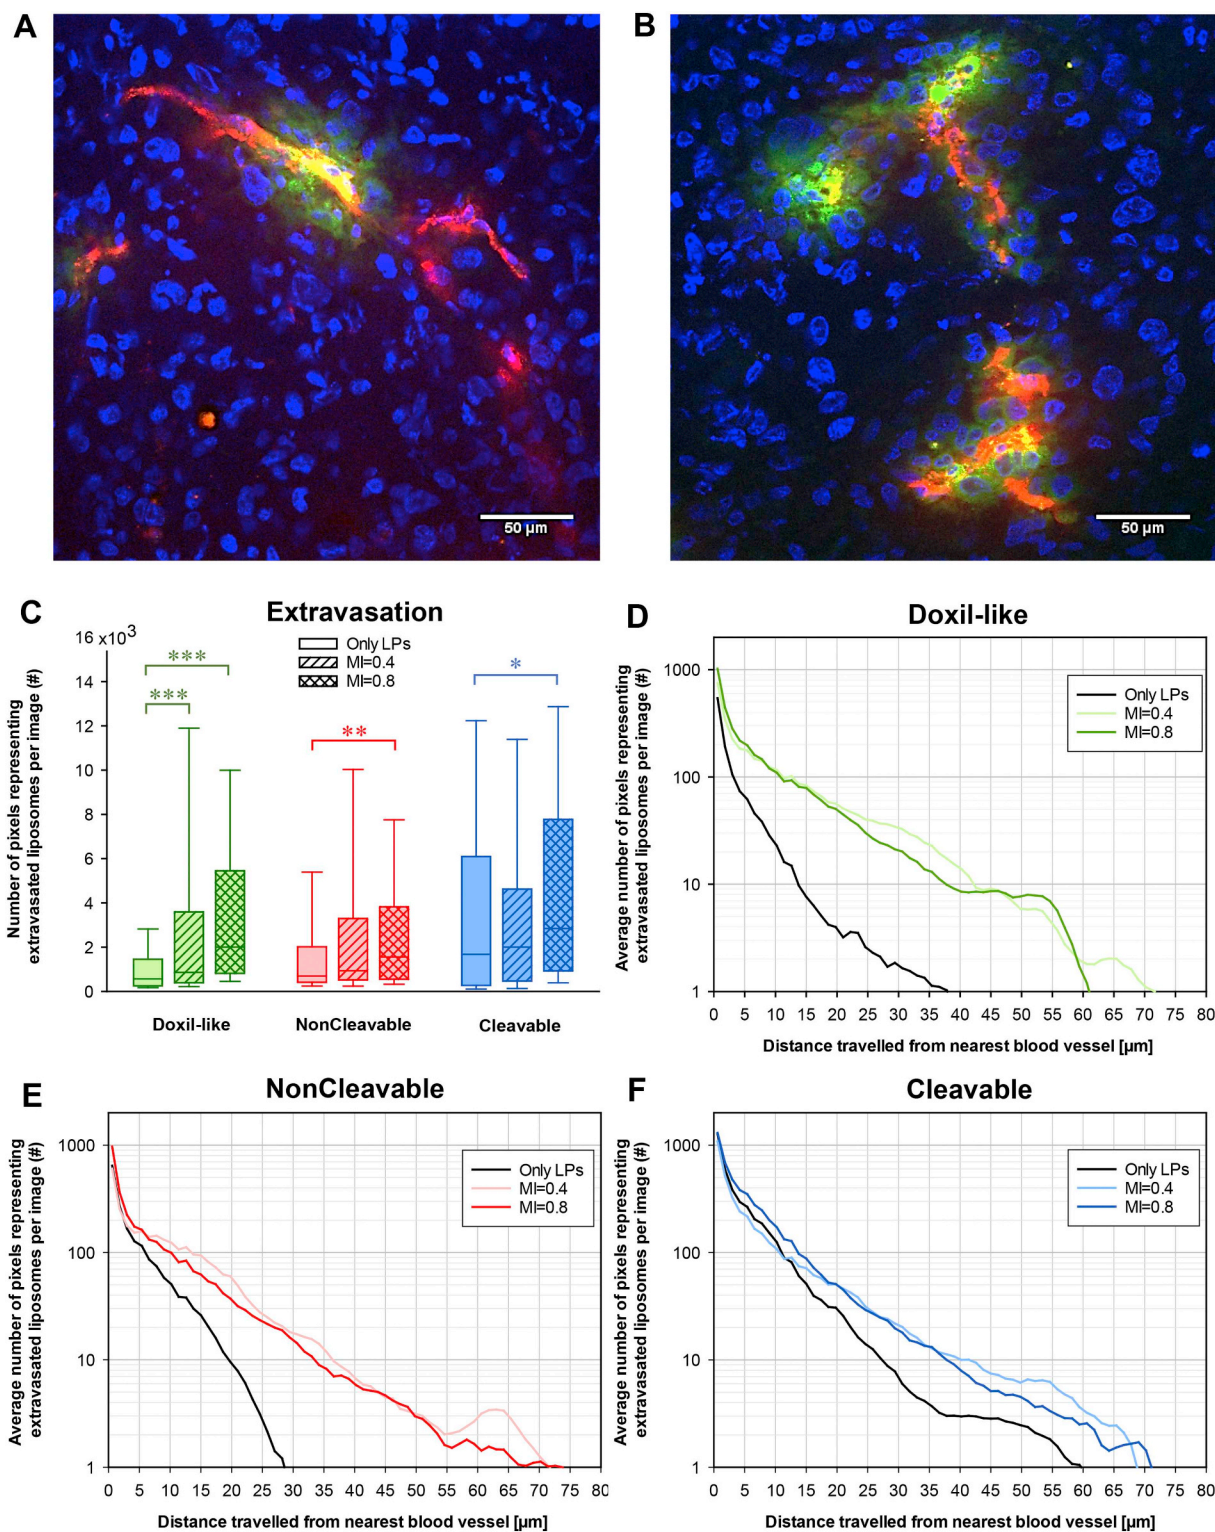 A
B
50 µm
50 µm
C
Extravasation
16 x10³
14
12
10
8
6
4
2
0
Number of pixels representing
extravasated liposomes per image (#)
Only LPs
MI=0.4
MI=0.8
***
***
**
*
Doxil-like
NonCleavable
Cleavable
D
Doxil-like
Average number of pixels representing
extravasated liposomes per image (#)
1000
100
10
1
Only LPs
MI=0.4
MI=0.8
0 5 10 15 20 25 30 35 40 45 50 55 60 65 70 75 80
Distance travelled from nearest blood vessel [µm]
E
NonCleavable
Average number of pixels representing
extravasated liposomes per image (#)
1000
100
10
1
Only LPs
MI=0.4
MI=0.8
0 5 10 15 20 25 30 35 40 45 50 55 60 65 70 75 80
Distance travelled from nearest blood vessel [µm]
F
Cleavable
Average number of pixels representing
extravasated liposomes per image (#)
1000
100
10
1
Only LPs
MI=0.4
MI=0.8
0 5 10 15 20 25 30 35 40 45 50 55 60 65 70 75 80
Distance travelled from nearest blood vessel [µm]